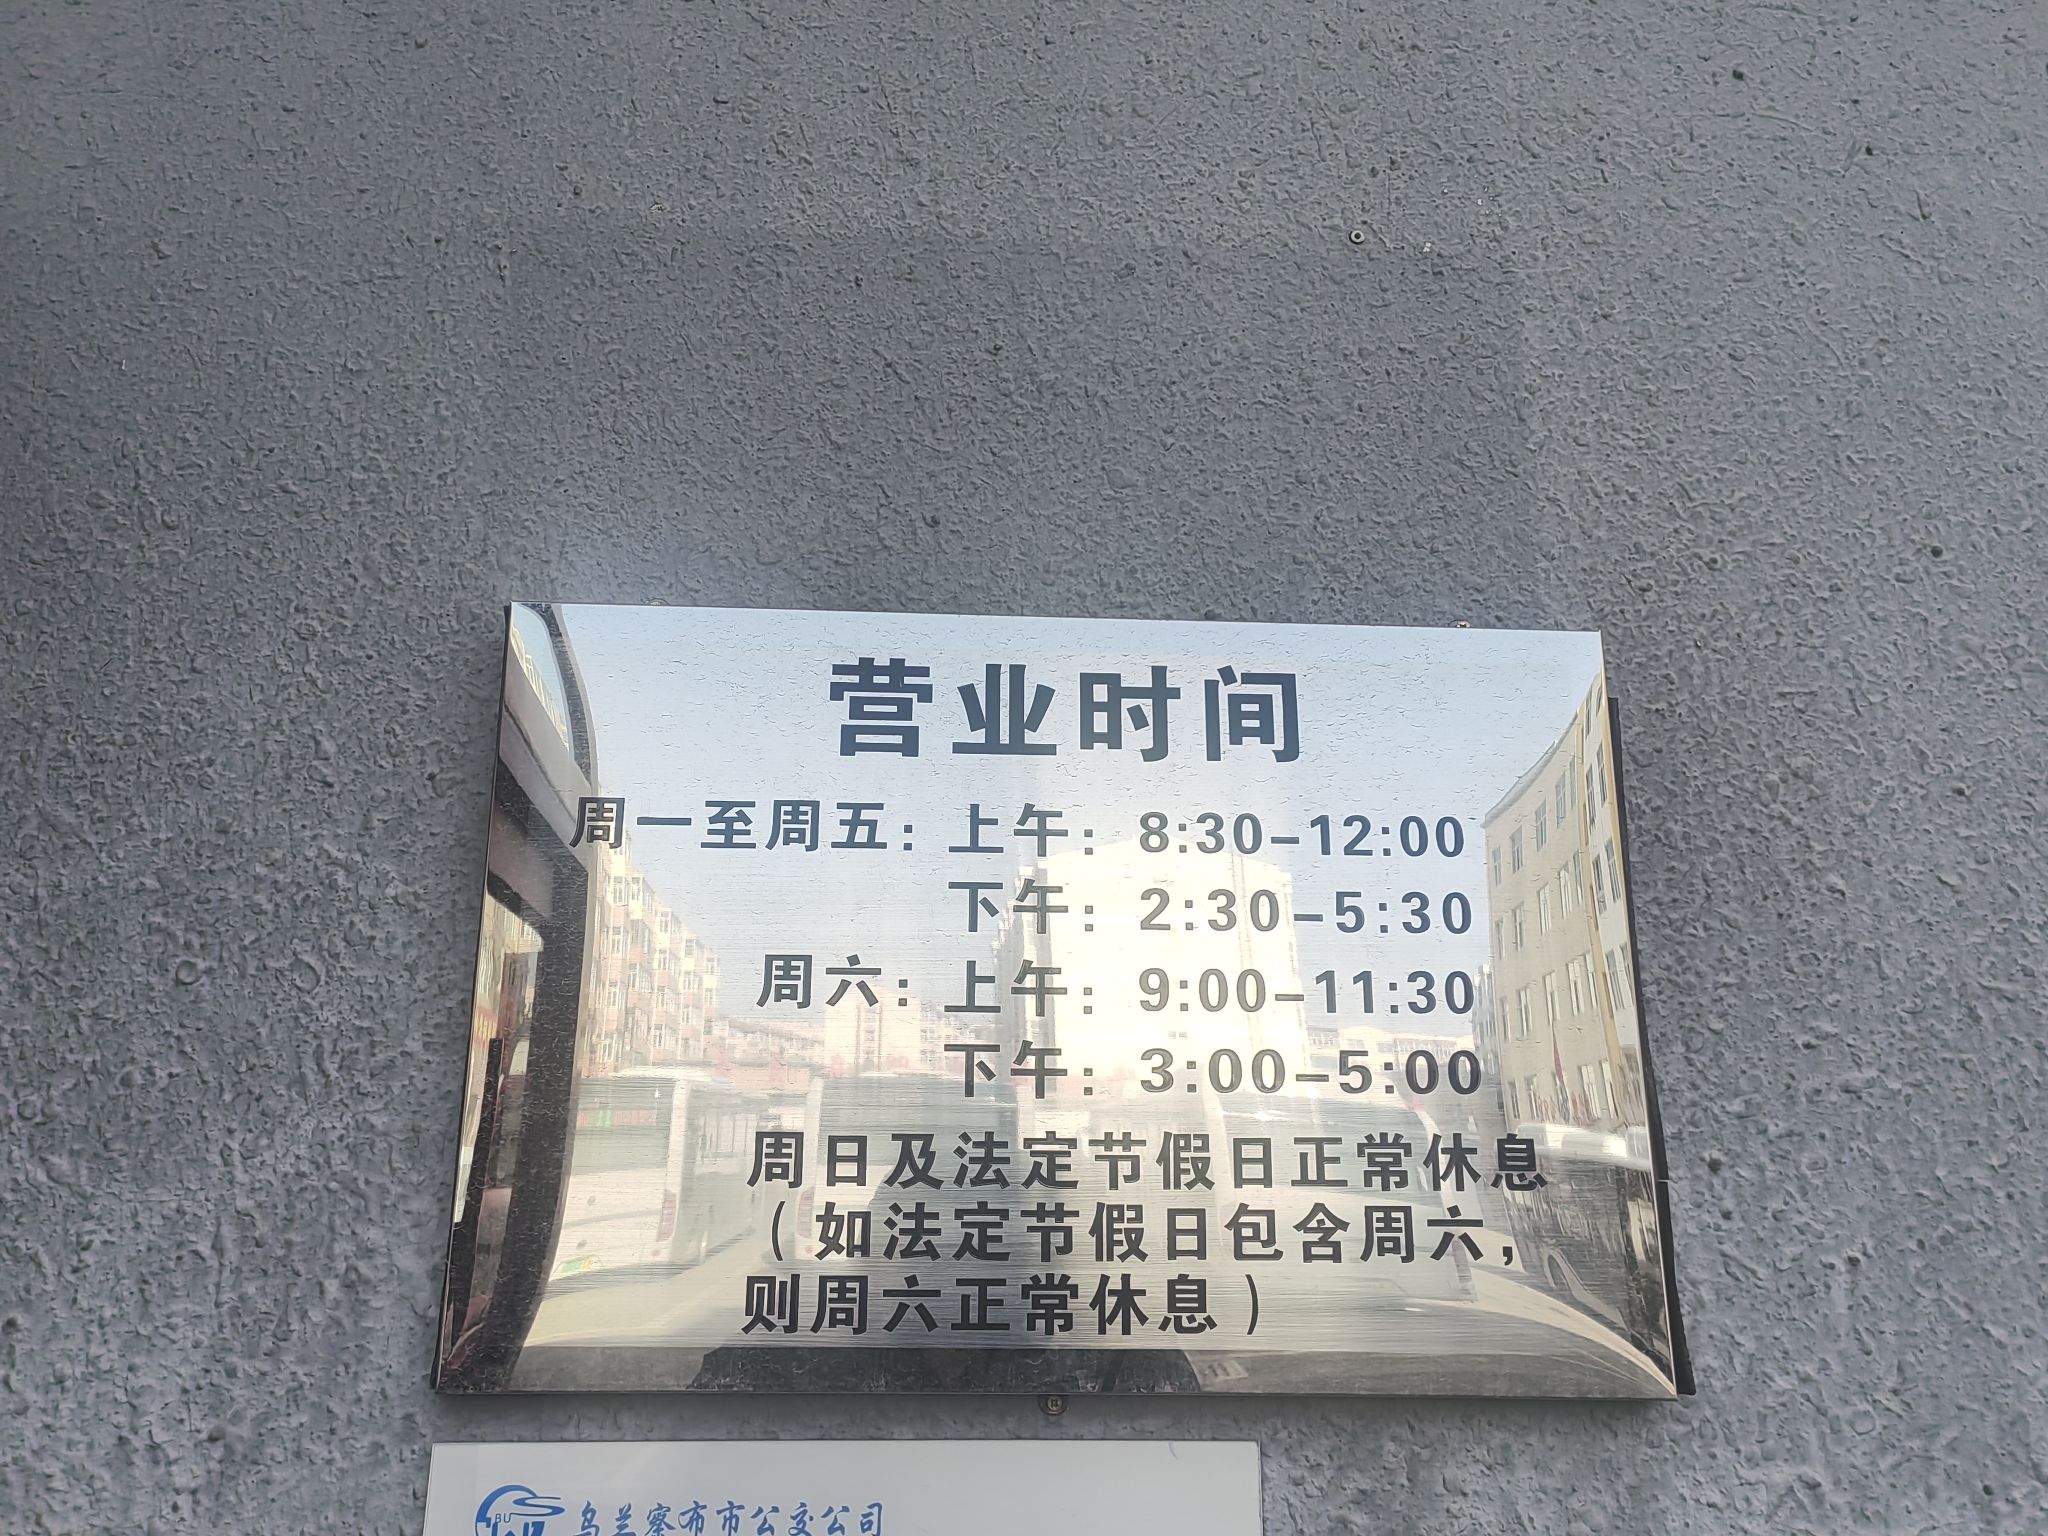 营业时间
周一至周五：上午：8:30-12:00
下午：2:30-5:30
周六：上午：9:00-11:30
下午：3:00-5:00
周日及法定节假日正常休息
（如法定节假日包含周六，
则周六正常休息）
BU
乌兰察布市公交公司